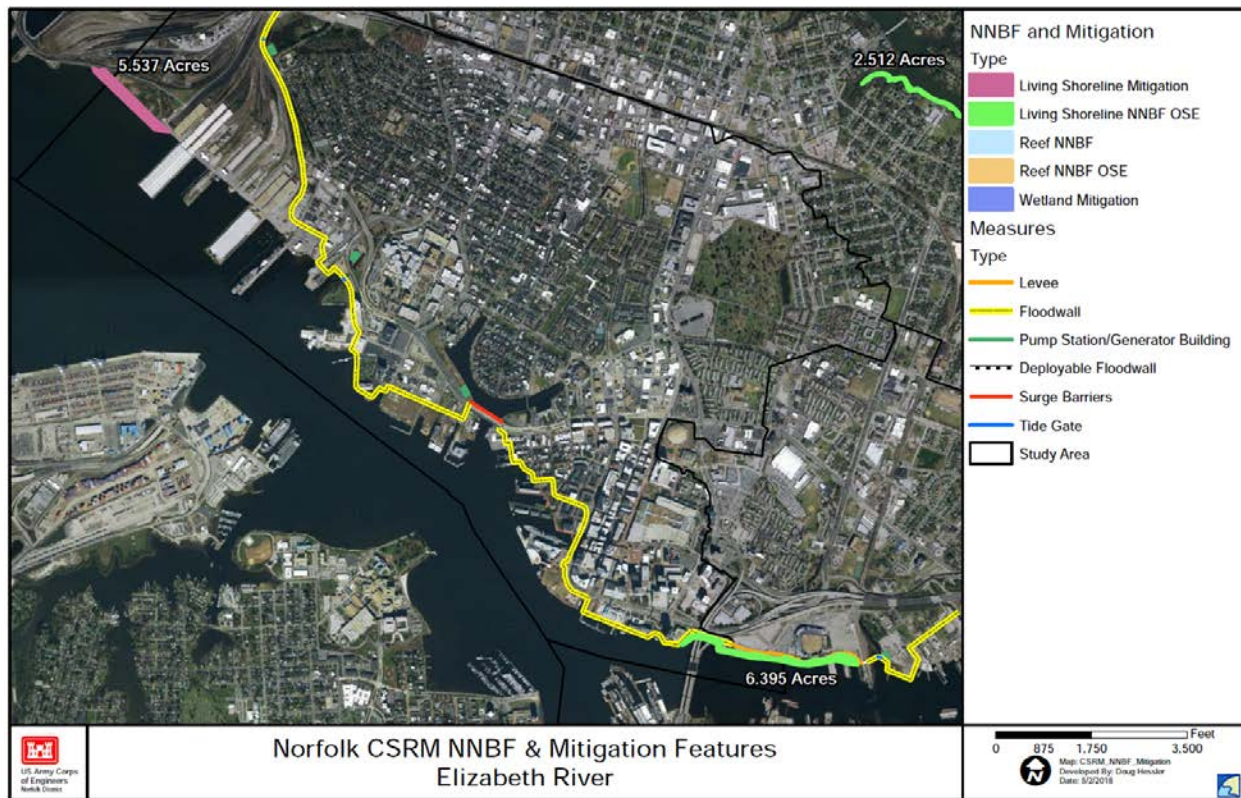 5.537 Acres
2.512 Acres
6.395 Acres
NNBF and Mitigation
Type
Living Shoreline Mitigation
Living Shoreline NNBF OSE
Reef NNBF
Reef NNBF OSE
Wetland Mitigation
Measures
Type
Levee
Floodwall
Pump Station/Generator Building
Deployable Floodwall
Surge Barriers
Tide Gate
Study Area
US Army Corps
of Engineers
Norfolk District
Norfolk CSRM NNBF & Mitigation Features
Elizabeth River
Feet
0 875 1,750 3,500
N
Map: CSRM_NNBF_Mitigation
Developed By: Doug Hessler
Date: 5/2/2018